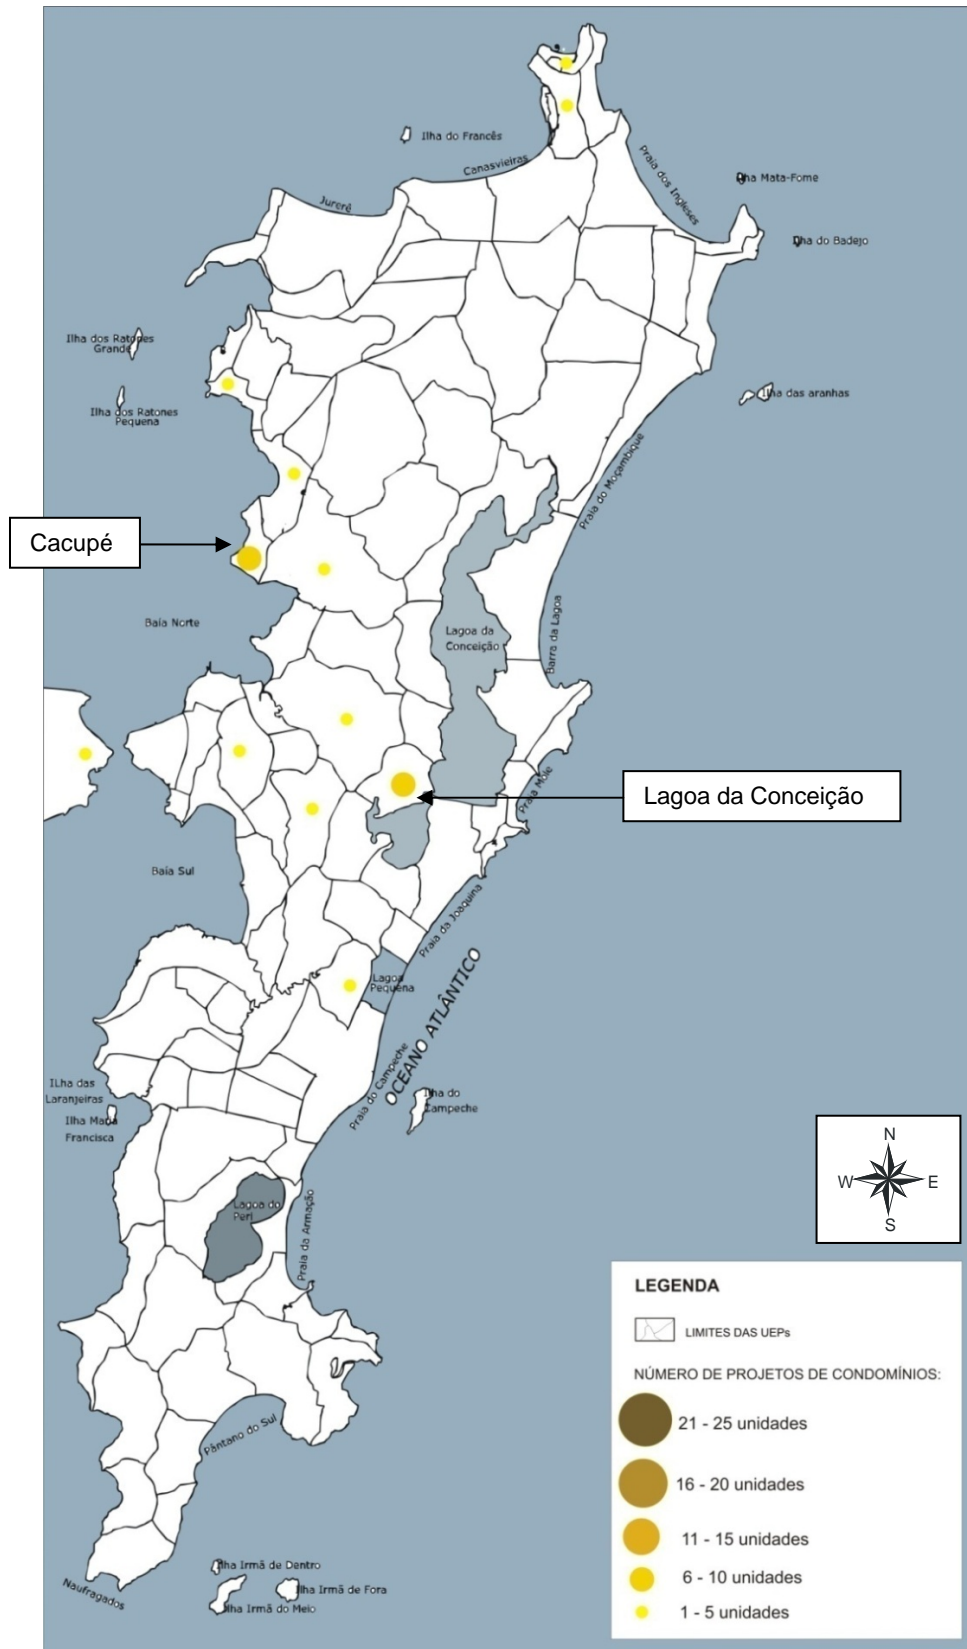 Ilha do Francês
Canasvieiras
Praia dos Ingleses
Ilha Mata-Fome
Jureré
Ilha do Badejo
Ilha dos Ratones
Grande
Ilha dos Ratones
Pequena
Ilha das aranhas
Praia do Moçambique
Cacupé
Baía Norte
Lagoa da
Conceição
Barra da Lagoa
Praia Mole
Lagoa da Conceição
Baía Sul
Praia da Joaquina
Lagoa
Pequena
OCEANO ATLÂNTICO
Praia do Campeche
ILha das
Laranjeiras
Ilha do
Campeche
Ilha Maria
Francisca
N
W
E
S
Lagoa do
Peri
Praia da Armação
Pântano do Sul
Naufragados
Ilha Irmã de Dentro
Ilha Irmã de Fora
Ilha Irmã do Meio
LEGENDA
LIMITES DAS UEPs
NÚMERO DE PROJETOS DE CONDOMÍNIOS:
21 - 25 unidades
16 - 20 unidades
11 - 15 unidades
6 - 10 unidades
1 - 5 unidades